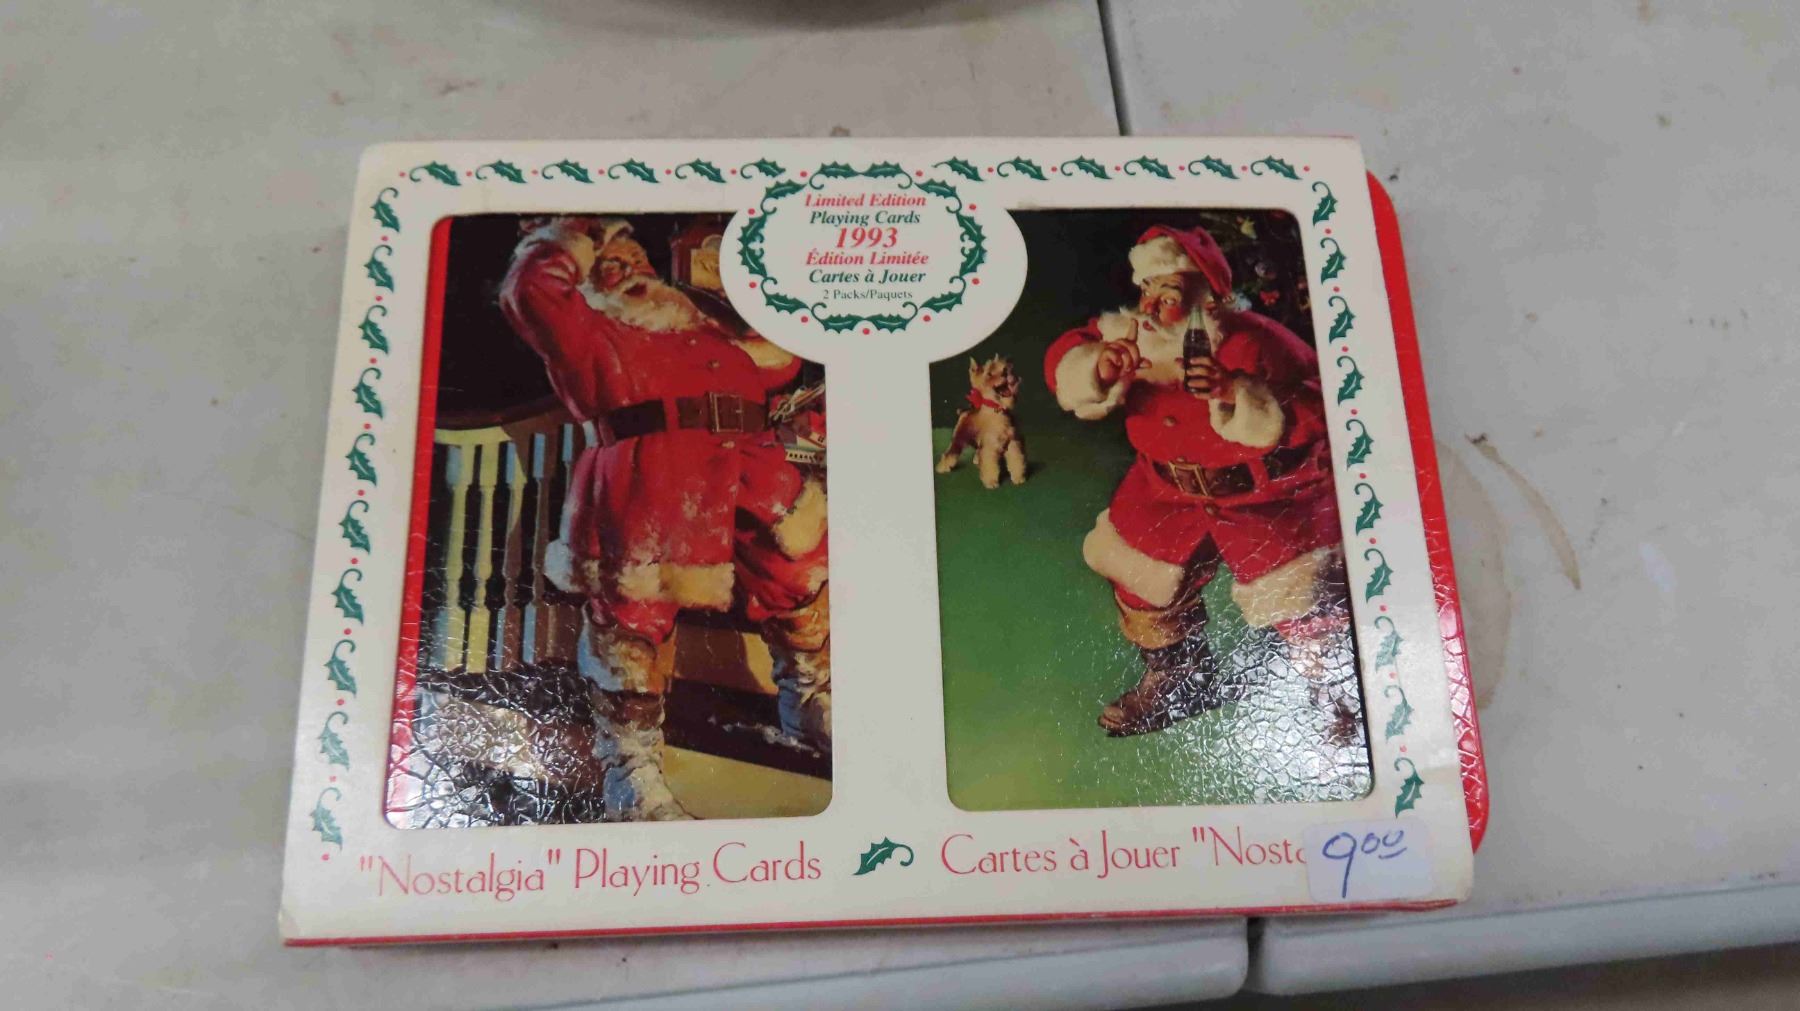 Limited Edition
Playing Cards
1993
Édition Limitée
Cartes à Jouer
2 Packs/Paquets
"Nostalgia" Playing Cards
Cartes à Jouer "Nosta
9 00